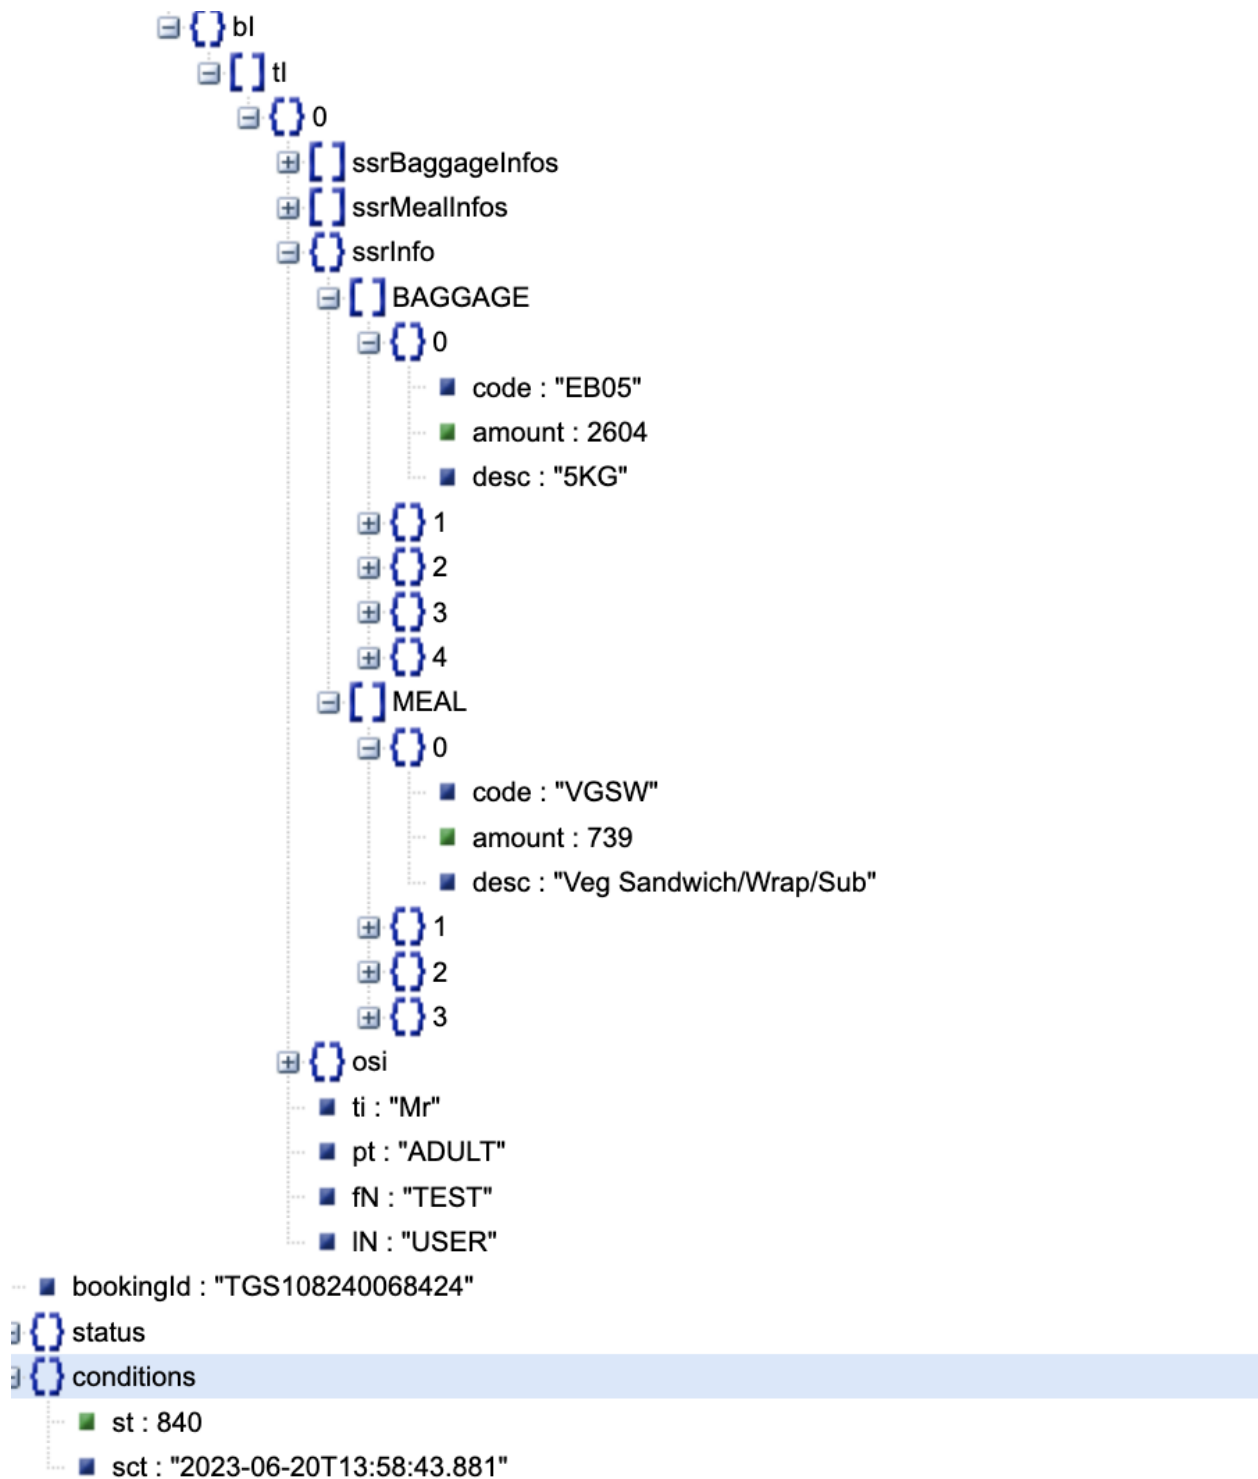 bI
tI
0
ssrBaggageInfos
ssrMealInfos
ssrInfo
BAGGAGE
0
code : "EB05"
amount : 2604
desc : "5KG"
1
2
3
4
MEAL
0
code : "VGSW"
amount : 739
desc : "Veg Sandwich/Wrap/Sub"
1
2
3
osi
ti : "Mr"
pt : "ADULT"
fN : "TEST"
lN : "USER"
bookingId : "TGS108240068424"
status
conditions
st : 840
sct : "2023-06-20T13:58:43.881"